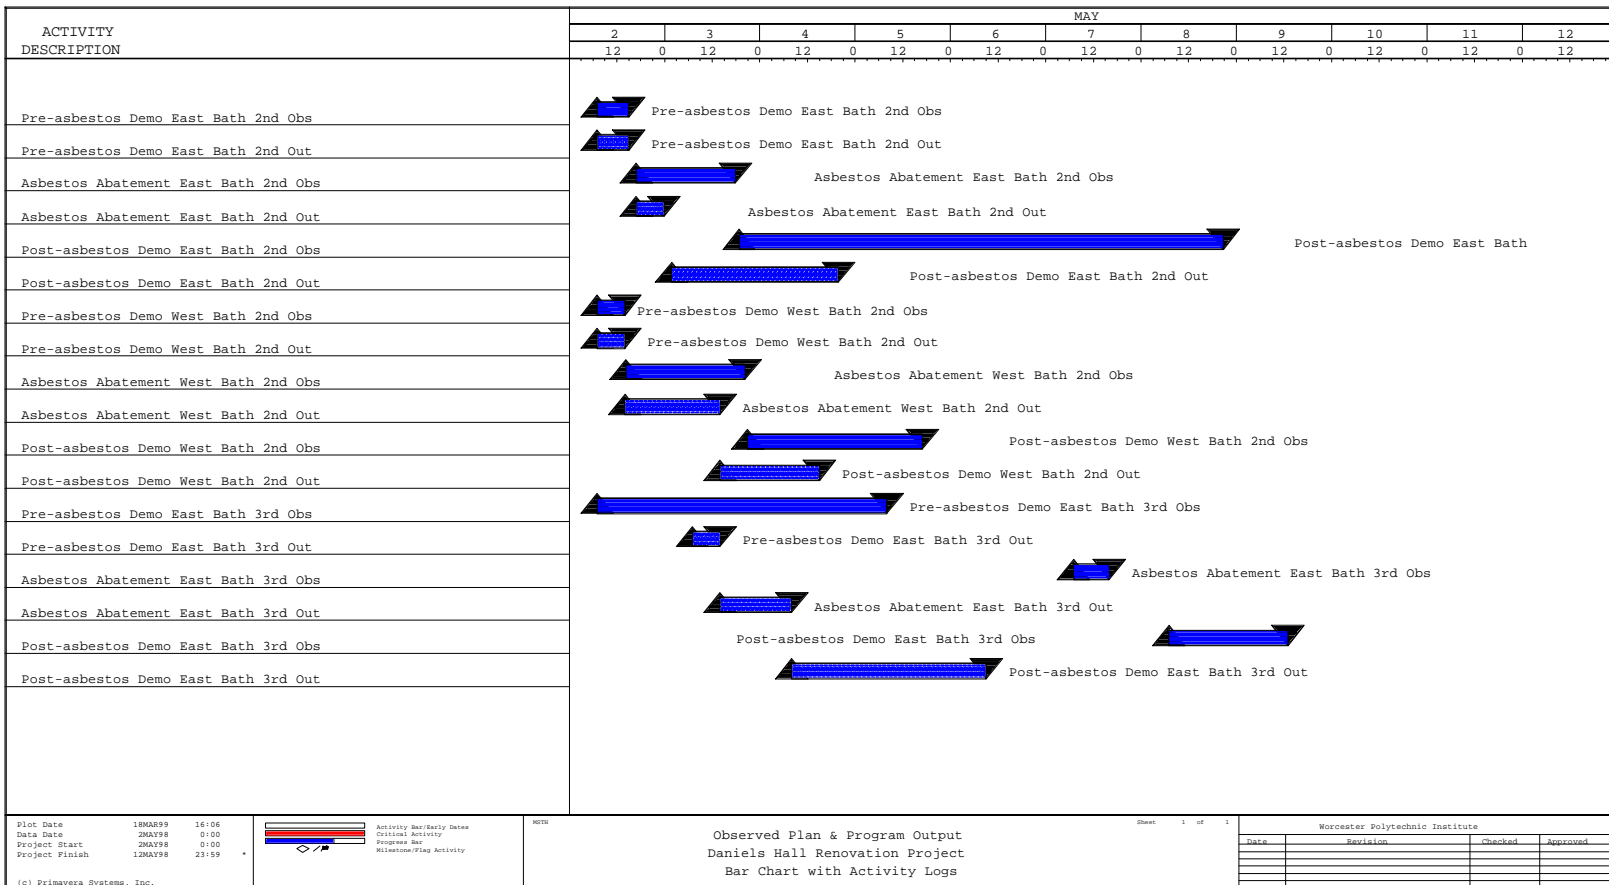 MAY
ACTIVITY
DESCRIPTION
2 3 4 5 6 7 8 9 10 11 12
12 0 12 0 12 0 12 0 12 0 12 0 12 0 12 0 12 0 12 0 12
Pre-asbestos Demo East Bath 2nd Obs
Pre-asbestos Demo East Bath 2nd Obs
Pre-asbestos Demo East Bath 2nd Out
Pre-asbestos Demo East Bath 2nd Out
Asbestos Abatement East Bath 2nd Obs
Asbestos Abatement East Bath 2nd Obs
Asbestos Abatement East Bath 2nd Out
Asbestos Abatement East Bath 2nd Out
Post-asbestos Demo East Bath 2nd Obs
Post-asbestos Demo East Bath
Post-asbestos Demo East Bath 2nd Out
Post-asbestos Demo East Bath 2nd Out
Pre-asbestos Demo West Bath 2nd Obs
Pre-asbestos Demo West Bath 2nd Obs
Pre-asbestos Demo West Bath 2nd Out
Pre-asbestos Demo West Bath 2nd Out
Asbestos Abatement West Bath 2nd Obs
Asbestos Abatement West Bath 2nd Obs
Asbestos Abatement West Bath 2nd Out
Asbestos Abatement West Bath 2nd Out
Post-asbestos Demo West Bath 2nd Obs
Post-asbestos Demo West Bath 2nd Obs
Post-asbestos Demo West Bath 2nd Out
Post-asbestos Demo West Bath 2nd Out
Pre-asbestos Demo East Bath 3rd Obs
Pre-asbestos Demo East Bath 3rd Obs
Pre-asbestos Demo East Bath 3rd Out
Pre-asbestos Demo East Bath 3rd Out
Asbestos Abatement East Bath 3rd Obs
Asbestos Abatement East Bath 3rd Obs
Asbestos Abatement East Bath 3rd Out
Asbestos Abatement East Bath 3rd Out
Post-asbestos Demo East Bath 3rd Obs
Post-asbestos Demo East Bath 3rd Obs
Post-asbestos Demo East Bath 3rd Out
Post-asbestos Demo East Bath 3rd Out
Plot Date 18MAR99 16:06
Data Date 2MAY98 0:00
Project Start 2MAY98 0:00
Project Finish 12MAY98 23:59 *
(c) Primavera Systems, Inc.
Activity Bar/Early Dates
Critical Activity
Progress Bar
Milestone/Flag Activity
Observed Plan & Program Output
Daniels Hall Renovation Project
Bar Chart with Activity Logs
Sheet 1 of 1
Worcester Polytechnic Institute
Date Revision Checked Approved